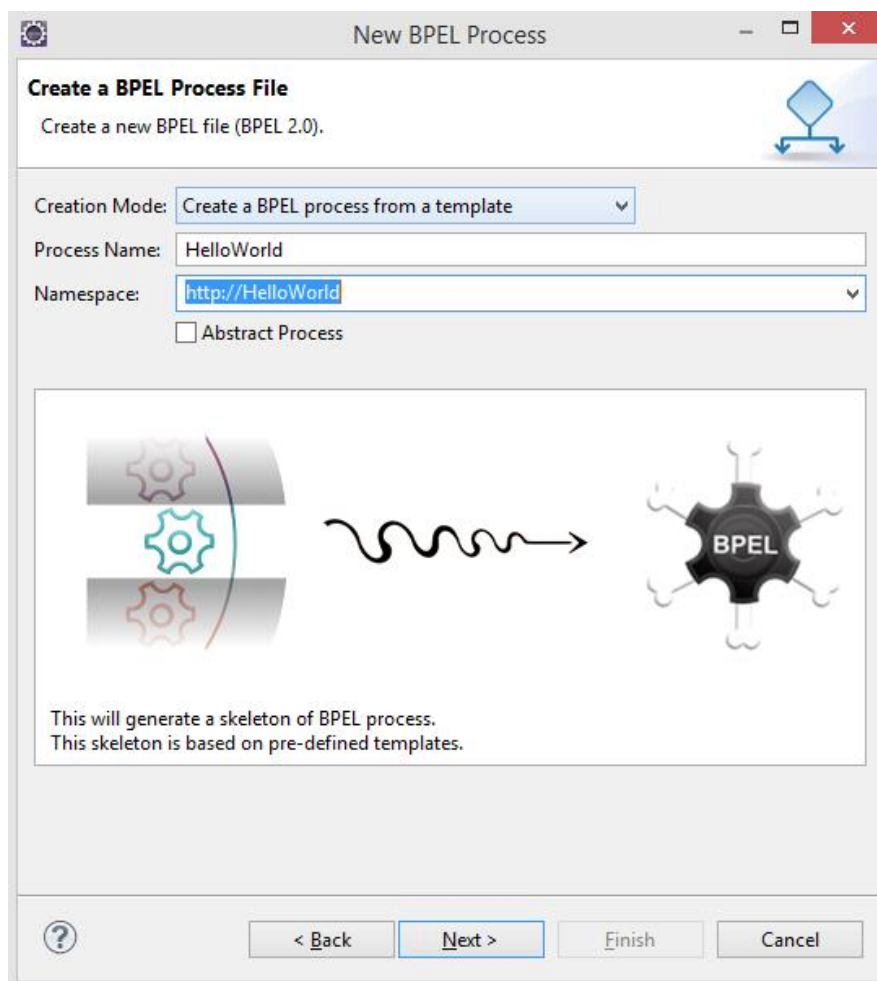 New BPEL Process
Create a BPEL Process File
Create a new BPEL file (BPEL 2.0).
Creation Mode: Create a BPEL process from a template
Process Name: HelloWorld
Namespace: http://HelloWorld
Abstract Process
BPEL
This will generate a skeleton of BPEL process.
This skeleton is based on pre-defined templates.
? < Back Next > Finish Cancel